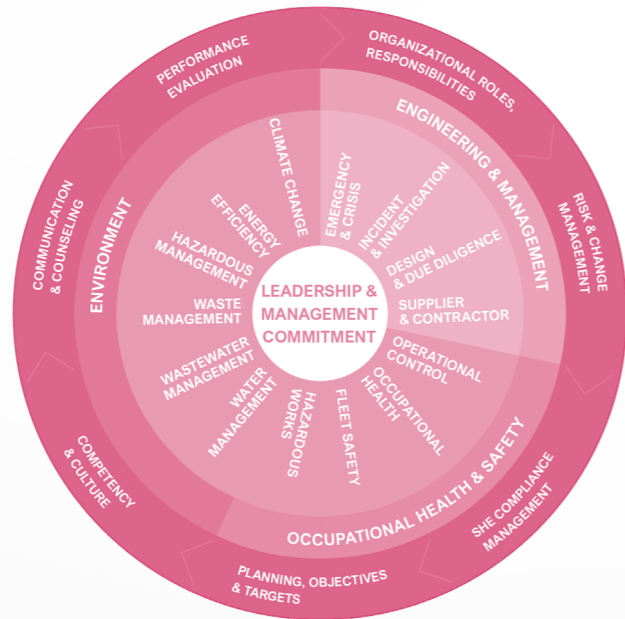 PERFORMANCE
EVALUATION
ORGANIZATIONAL ROLES,
RESPONSIBILITIES
RISK & CHANGE
MANAGEMENT
SHE COMPLIANCE
MANAGEMENT
PLANNING, OBJECTIVES
& TARGETS
COMPETENCY
& CULTURE
COMMUNICATION
& COUNSELING
ENGINEERING & MANAGEMENT
OCCUPATIONAL HEALTH & SAFETY
ENVIRONMENT
EMERGENCY
& CRISIS
INCIDENT
& INVESTIGATION
DESIGN
& DUE DILIGENCE
SUPPLIER
& CONTRACTOR
OPERATIONAL
CONTROL
OCCUPATIONAL
HEALTH
FLEET SAFETY
HAZARDOUS
WORKS
WATER
MANAGEMENT
WASTEWATER
MANAGEMENT
WASTE
MANAGEMENT
HAZARDOUS
MANAGEMENT
ENERGY
EFFICIENCY
CLIMATE CHANGE
LEADERSHIP &
MANAGEMENT
COMMITMENT